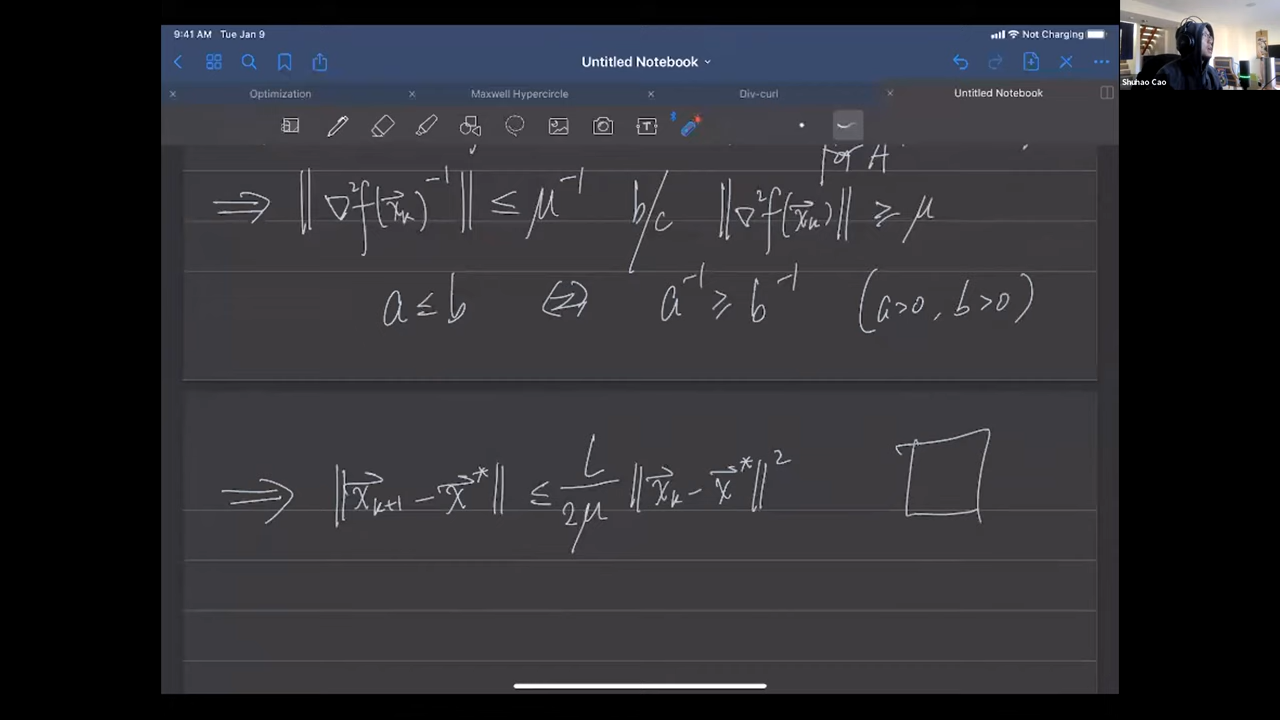 9:41 AM Tue Jan 9
Not Charging
Untitled Notebook
Optimization
Maxwell Hypercircle
Div-curl
Untitled Notebook
for A
⟹ ‖∇²f(x⃗ₖ)⁻¹‖ ≤ μ⁻¹ b/c ‖∇²f(x⃗ₖ)‖ ≥ μ
a ≤ b ⟺ a⁻¹ ≥ b⁻¹ (a>0, b>0)
⟹ ‖x⃗ₖ₊₁ − x⃗*‖ ≤ L/2μ ‖x⃗ₖ − x⃗*‖² □
Shuhao Cao